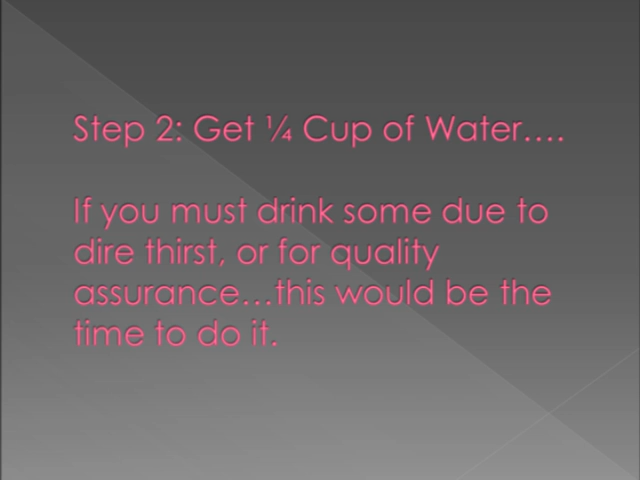 Step 2: Get ¼ Cup of Water….
If you must drink some due to
dire thirst, or for quality
assurance…this would be the
time to do it.